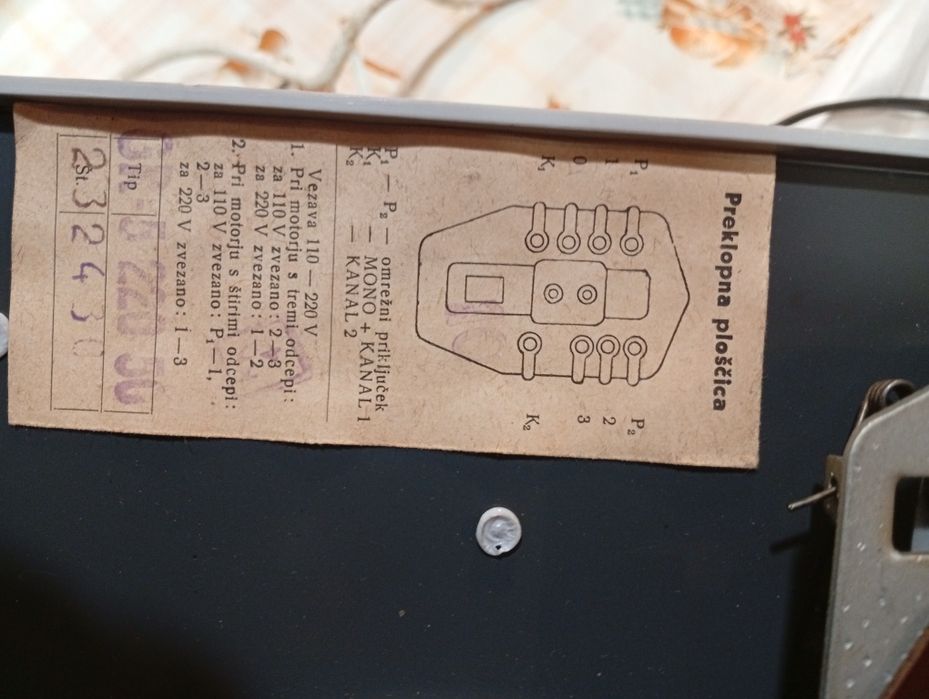 Preklopna ploščica
P₁ P₂
1 2
0 3
K₁ K₂
P₁ — P₂ — omrežni priključek
K₁ — MONO + KANAL 1
K₂ — KANAL 2
Vezava 110 — 220 V
1. Pri motorju s tremi odcepi:
za 110 V zvezano: 2—3
za 220 V zvezano: 1—2
2. Pri motorju s štirimi odcepi:
za 110 V zvezano: P₁—1,
2—3
za 220 V zvezano: 1—3
Tip
Št. 23243